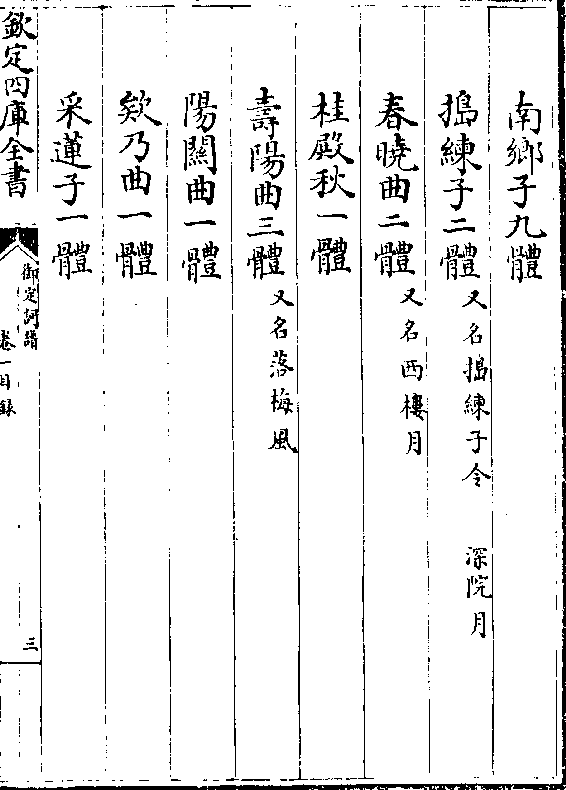 南鄉子九體
搗練子二體 又名搗練子令 深院月
春曉曲二體 又名西樓月
桂殿秋一體
壽陽曲三體 又名落梅風
陽關曲一體
欸乃曲一體
采蓮子一體
欽定四庫全書
御定詞譜
卷一目録
三